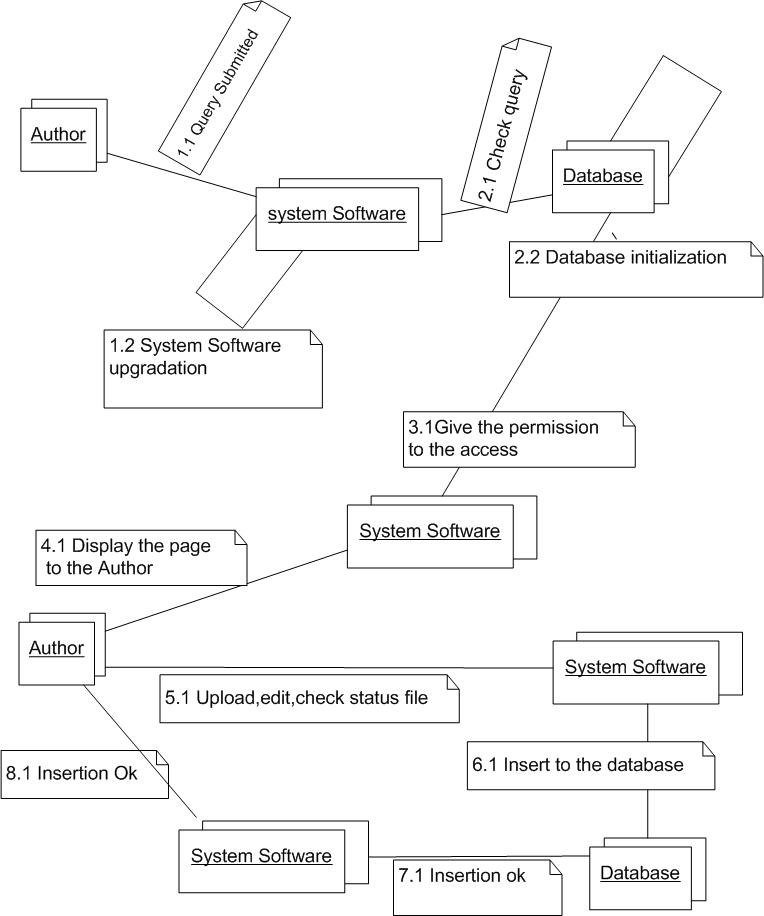 1.1 Query Submitted
Author
2.1 Check query
Database
system Software
2.2 Database initialization
1.2 System Software
upgradation
3.1Give the permission
to the access
System Software
4.1 Display the page
to the Author
Author
System Software
5.1 Upload,edit,check status file
6.1 Insert to the database
8.1 Insertion Ok
System Software
7.1 Insertion ok
Database